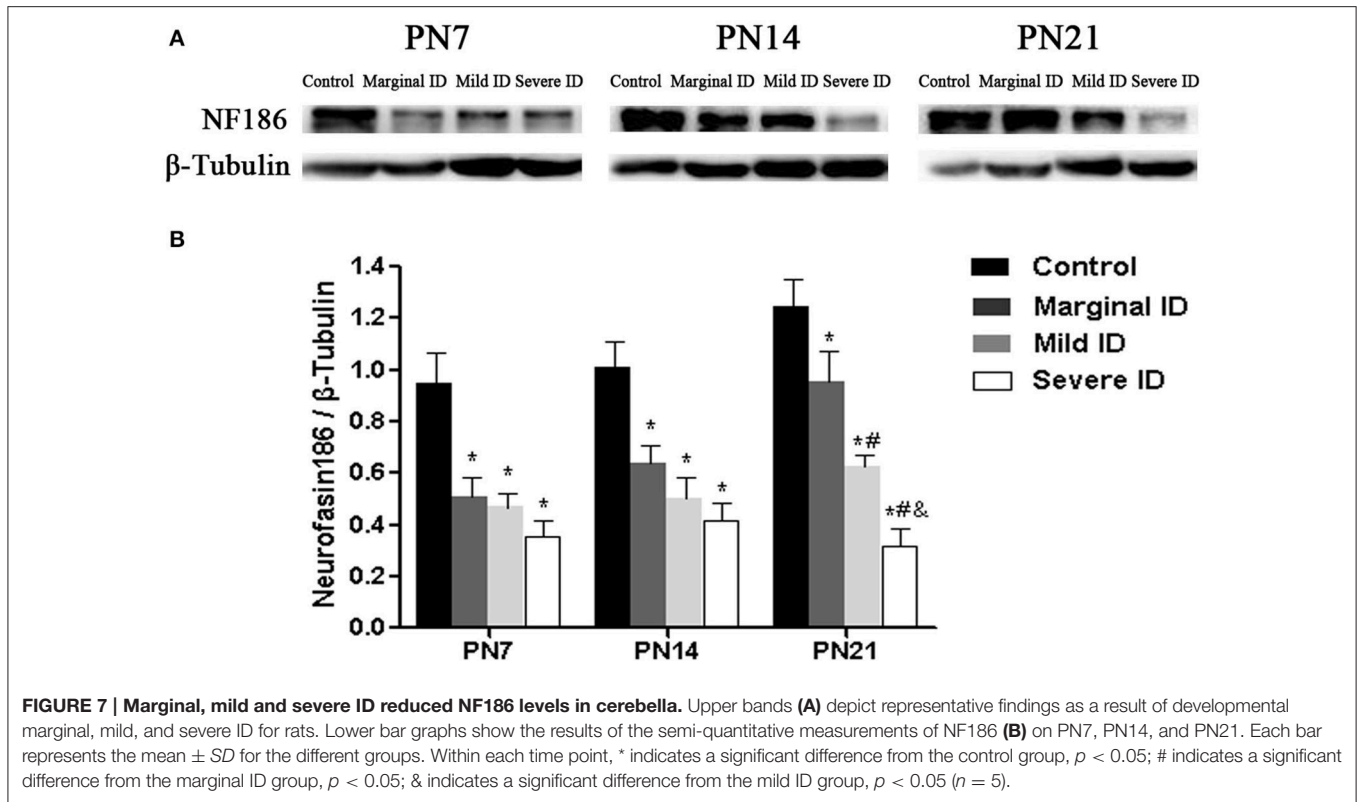 A
PN7 PN14 PN21
Control Marginal ID Mild ID Severe ID Control Marginal ID Mild ID Severe ID Control Marginal ID Mild ID Severe ID
NF186
β-Tubulin
B
Neurofasin186 / β-Tubulin
1.4
1.2
1.0
0.8
0.6
0.4
0.2
0.0
* * *
* * *
* *# *#&
PN7 PN14 PN21
Control
Marginal ID
Mild ID
Severe ID
FIGURE 7 | Marginal, mild and severe ID reduced NF186 levels in cerebella. Upper bands (A) depict representative findings as a result of developmental
marginal, mild, and severe ID for rats. Lower bar graphs show the results of the semi-quantitative measurements of NF186 (B) on PN7, PN14, and PN21. Each bar
represents the mean ± SD for the different groups. Within each time point, * indicates a significant difference from the control group, p < 0.05; # indicates a significant
difference from the marginal ID group, p < 0.05; & indicates a significant difference from the mild ID group, p < 0.05 (n = 5).